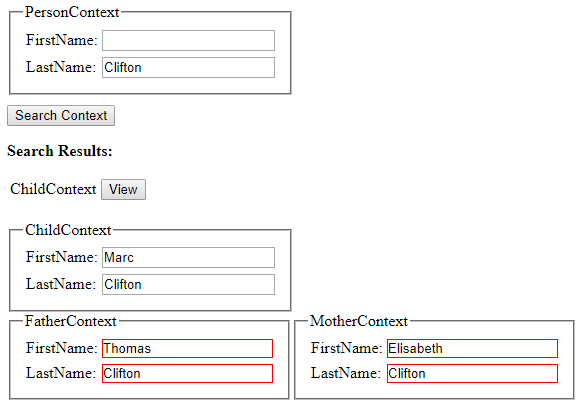 PersonContext
FirstName:
LastName: Clifton
Search Context
Search Results:
ChildContext View
ChildContext
FirstName: Marc
LastName: Clifton
FatherContext MotherContext
FirstName: Thomas FirstName: Elisabeth
LastName: Clifton LastName: Clifton